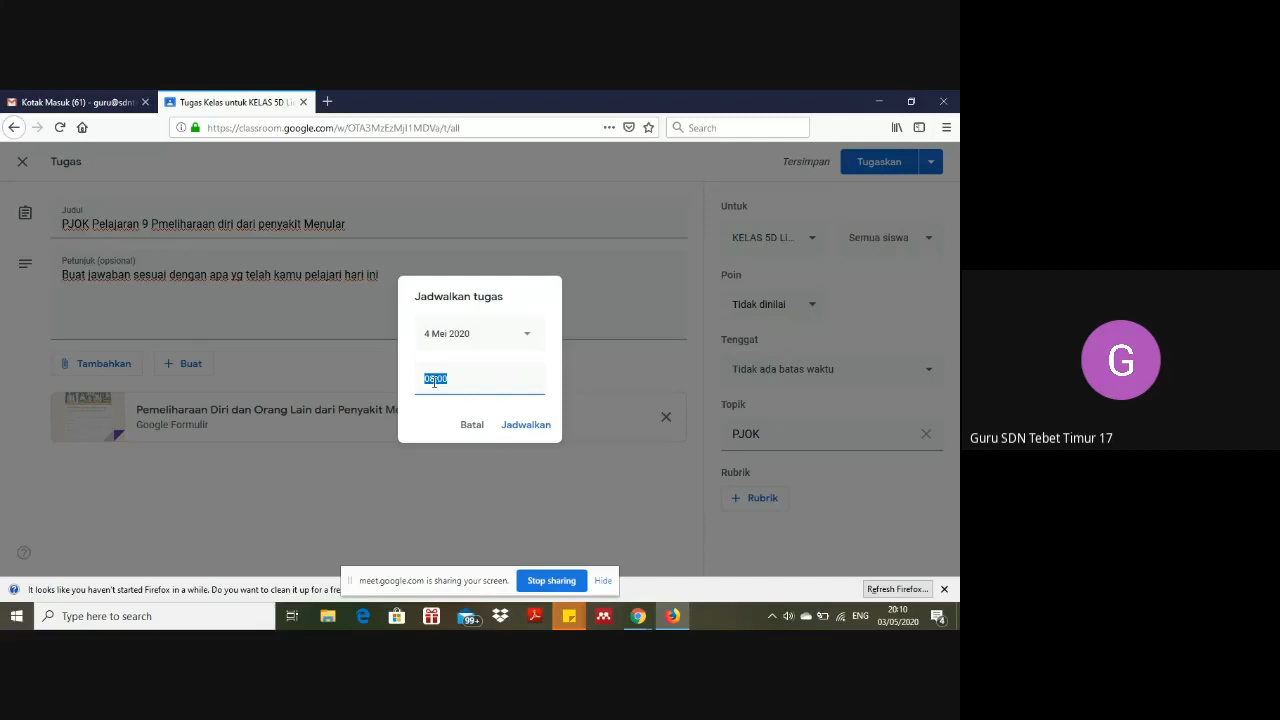 Kotak Masuk (61) - guru@sdnt
Tugas Kelas untuk KELAS 5D Li
https://classroom.google.com/w/OTA3MzEzMjI1MDVa/t/all
Search
Tugas
Tersimpan
Tugaskan
Judul
PJOK Pelajaran 9 Pmeliharaan diri dari penyakit Menular
Petunjuk (opsional)
Buat jawaban sesuai dengan apa yg telah kamu pelajari hari ini
Tambahkan
Buat
Pemeliharaan Diri dan Orang Lain dari Penyakit Me
Google Formulir
Jadwalkan tugas
4 Mei 2020
08:00
Batal
Jadwalkan
Untuk
KELAS 5D Li...
Semua siswa
Poin
Tidak dinilai
Tenggat
Tidak ada batas waktu
Topik
PJOK
Rubrik
Rubrik
G
Guru SDN Tebet Timur 17
meet.google.com is sharing your screen.
Stop sharing
Hide
It looks like you haven't started Firefox in a while. Do you want to clean it up for a fre
Refresh Firefox...
Type here to search
99+
ENG
20:10
03/05/2020
4